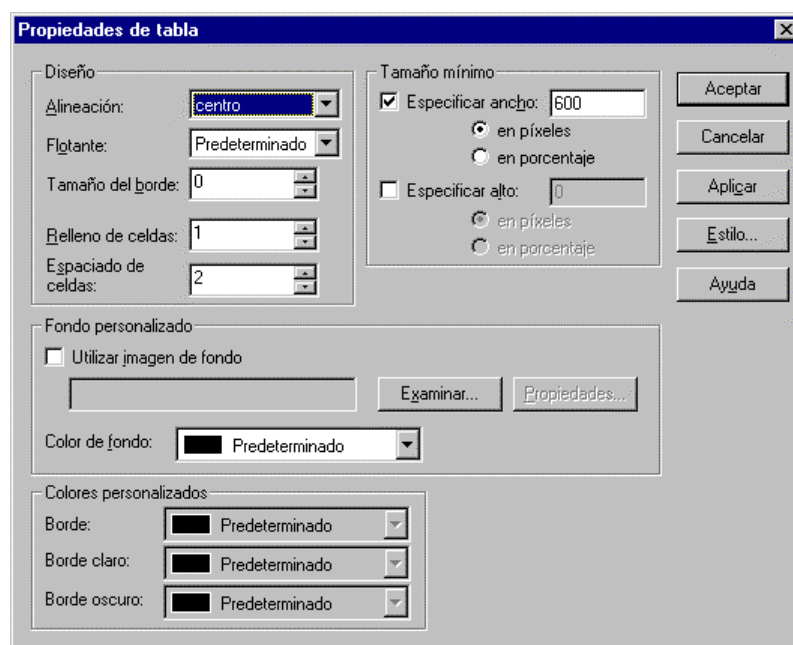 Propiedades de tabla
Diseño
Alineación: centro
Flotante: Predeterminado
Tamaño del borde: 0
Relleno de celdas: 1
Espaciado de
celdas: 2
Tamaño mínimo
Especificar ancho: 600
en píxeles
en porcentaje
Especificar alto: 0
en píxeles
en porcentaje
Aceptar
Cancelar
Aplicar
Estilo...
Ayuda
Fondo personalizado
Utilizar imagen de fondo
Examinar... Propiedades...
Color de fondo: Predeterminado
Colores personalizados
Borde: Predeterminado
Borde claro: Predeterminado
Borde oscuro: Predeterminado